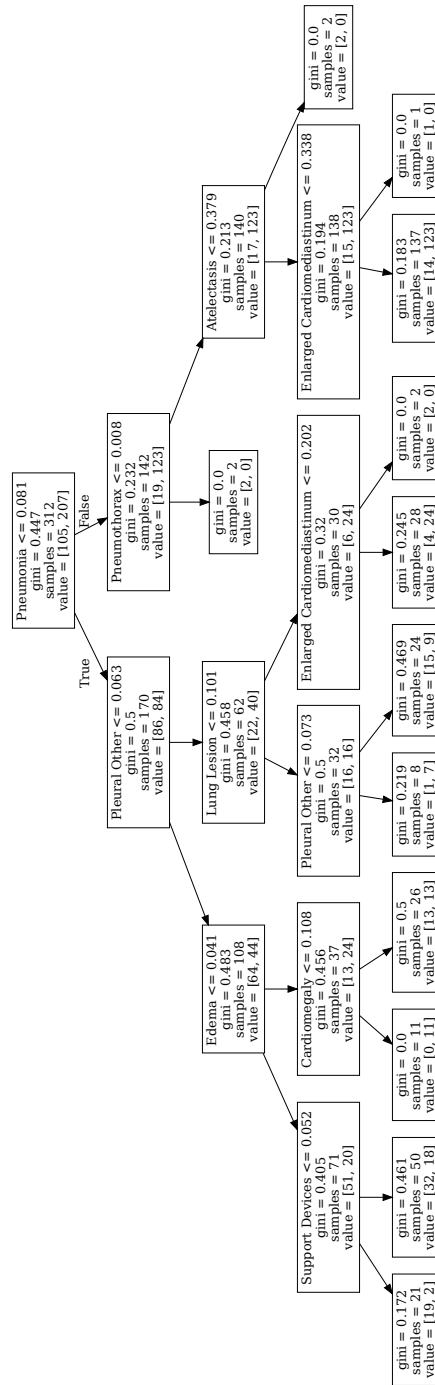 Pneumonia <= 0.081
gini = 0.447
samples = 312
value = [105, 207]
True
False
Pleural Other <= 0.063
gini = 0.5
samples = 170
value = [86, 84]
Pneumothorax <= 0.008
gini = 0.232
samples = 142
value = [19, 123]
Edema <= 0.041
gini = 0.483
samples = 108
value = [64, 44]
Lung Lesion <= 0.101
gini = 0.458
samples = 62
value = [22, 40]
gini = 0.0
samples = 2
value = [2, 0]
Atelectasis <= 0.379
gini = 0.213
samples = 140
value = [17, 123]
Support Devices <= 0.052
gini = 0.405
samples = 71
value = [51, 20]
Cardiomegaly <= 0.108
gini = 0.456
samples = 37
value = [13, 24]
Pleural Other <= 0.073
gini = 0.5
samples = 32
value = [16, 16]
Enlarged Cardiomediastinum <= 0.202
gini = 0.32
samples = 30
value = [6, 24]
Enlarged Cardiomediastinum <= 0.338
gini = 0.194
samples = 138
value = [15, 123]
gini = 0.0
samples = 2
value = [2, 0]
gini = 0.172
samples = 21
value = [19, 2]
gini = 0.461
samples = 50
value = [32, 18]
gini = 0.0
samples = 11
value = [0, 11]
gini = 0.5
samples = 26
value = [13, 13]
gini = 0.219
samples = 8
value = [1, 7]
gini = 0.469
samples = 24
value = [15, 9]
gini = 0.245
samples = 28
value = [4, 24]
gini = 0.0
samples = 2
value = [2, 0]
gini = 0.183
samples = 137
value = [14, 123]
gini = 0.0
samples = 1
value = [1, 0]